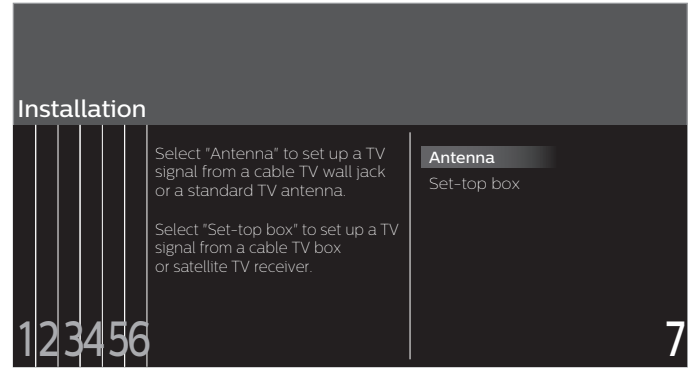 Installation
Select "Antenna" to set up a TV
signal from a cable TV wall jack
or a standard TV antenna.
Select "Set-top box" to set up a TV
signal from a cable TV box
or satellite TV receiver.
Antenna
Set-top box
123456
7